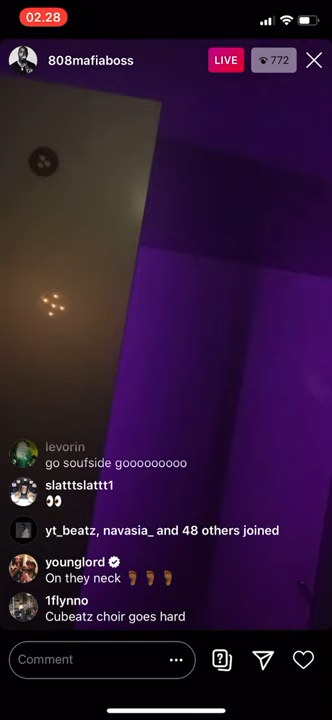 02.28
808mafiaboss
LIVE
772
levorin
go soufside gooooooooo
slatttslattt1
👀
yt_beatz, navasia_ and 48 others joined
younglord
On they neck 👣👣👣
1flynno
Cubeatz choir goes hard
Comment